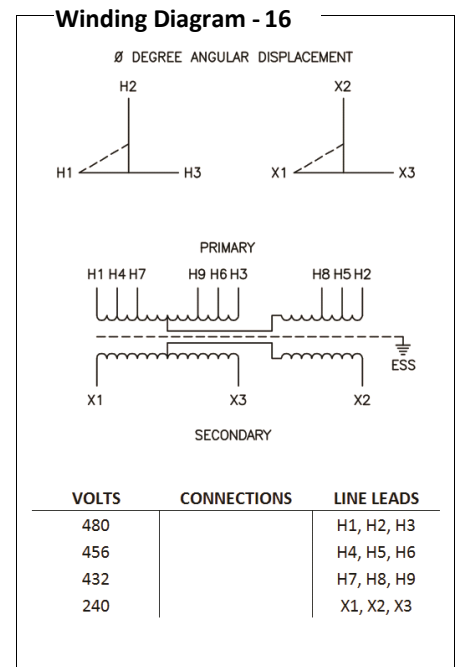 Winding Diagram - 16
Ø DEGREE ANGULAR DISPLACEMENT
H2 X2
H1 H3 X1 X3
PRIMARY
H1 H4 H7 H9 H6 H3 H8 H5 H2
ESS
X1 X3 X2
SECONDARY
VOLTS CONNECTIONS LINE LEADS
480 H1, H2, H3
456 H4, H5, H6
432 H7, H8, H9
240 X1, X2, X3